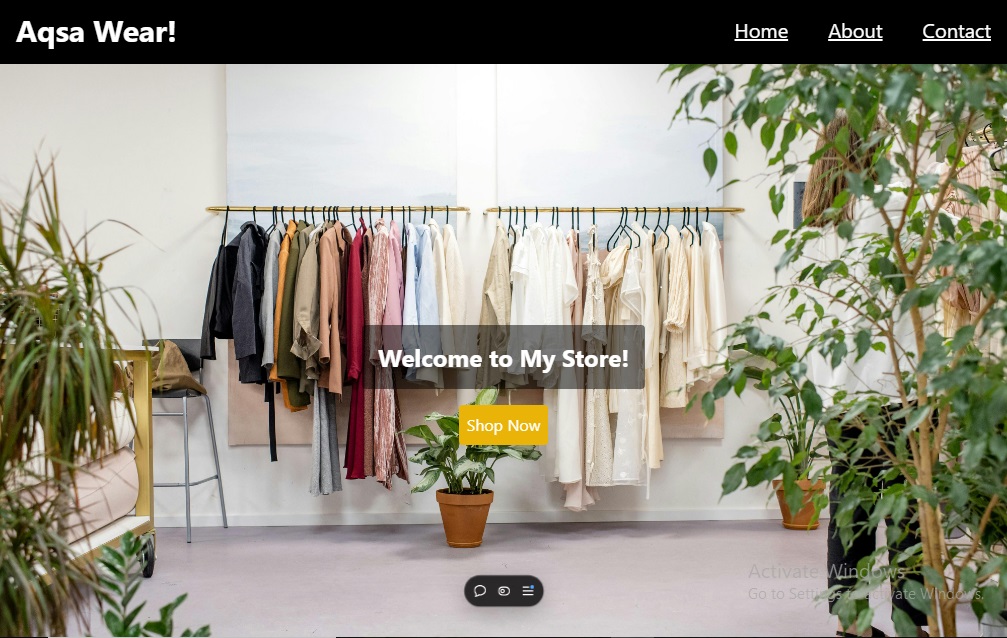 Aqsa Wear!
Home About Contact
Welcome to My Store!
Shop Now
Activate Windows
Go to Settings to activate Windows.